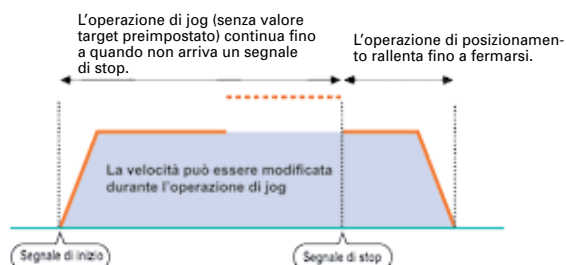 L'operazione di jog (senza valore
target preimpostato) continua fino
a quando non arriva un segnale
di stop.
L'operazione di posizionamen-
to rallenta fino a fermarsi.
La velocità può essere modificata
durante l'operazione di jog
Segnale di inizio
Segnale di stop